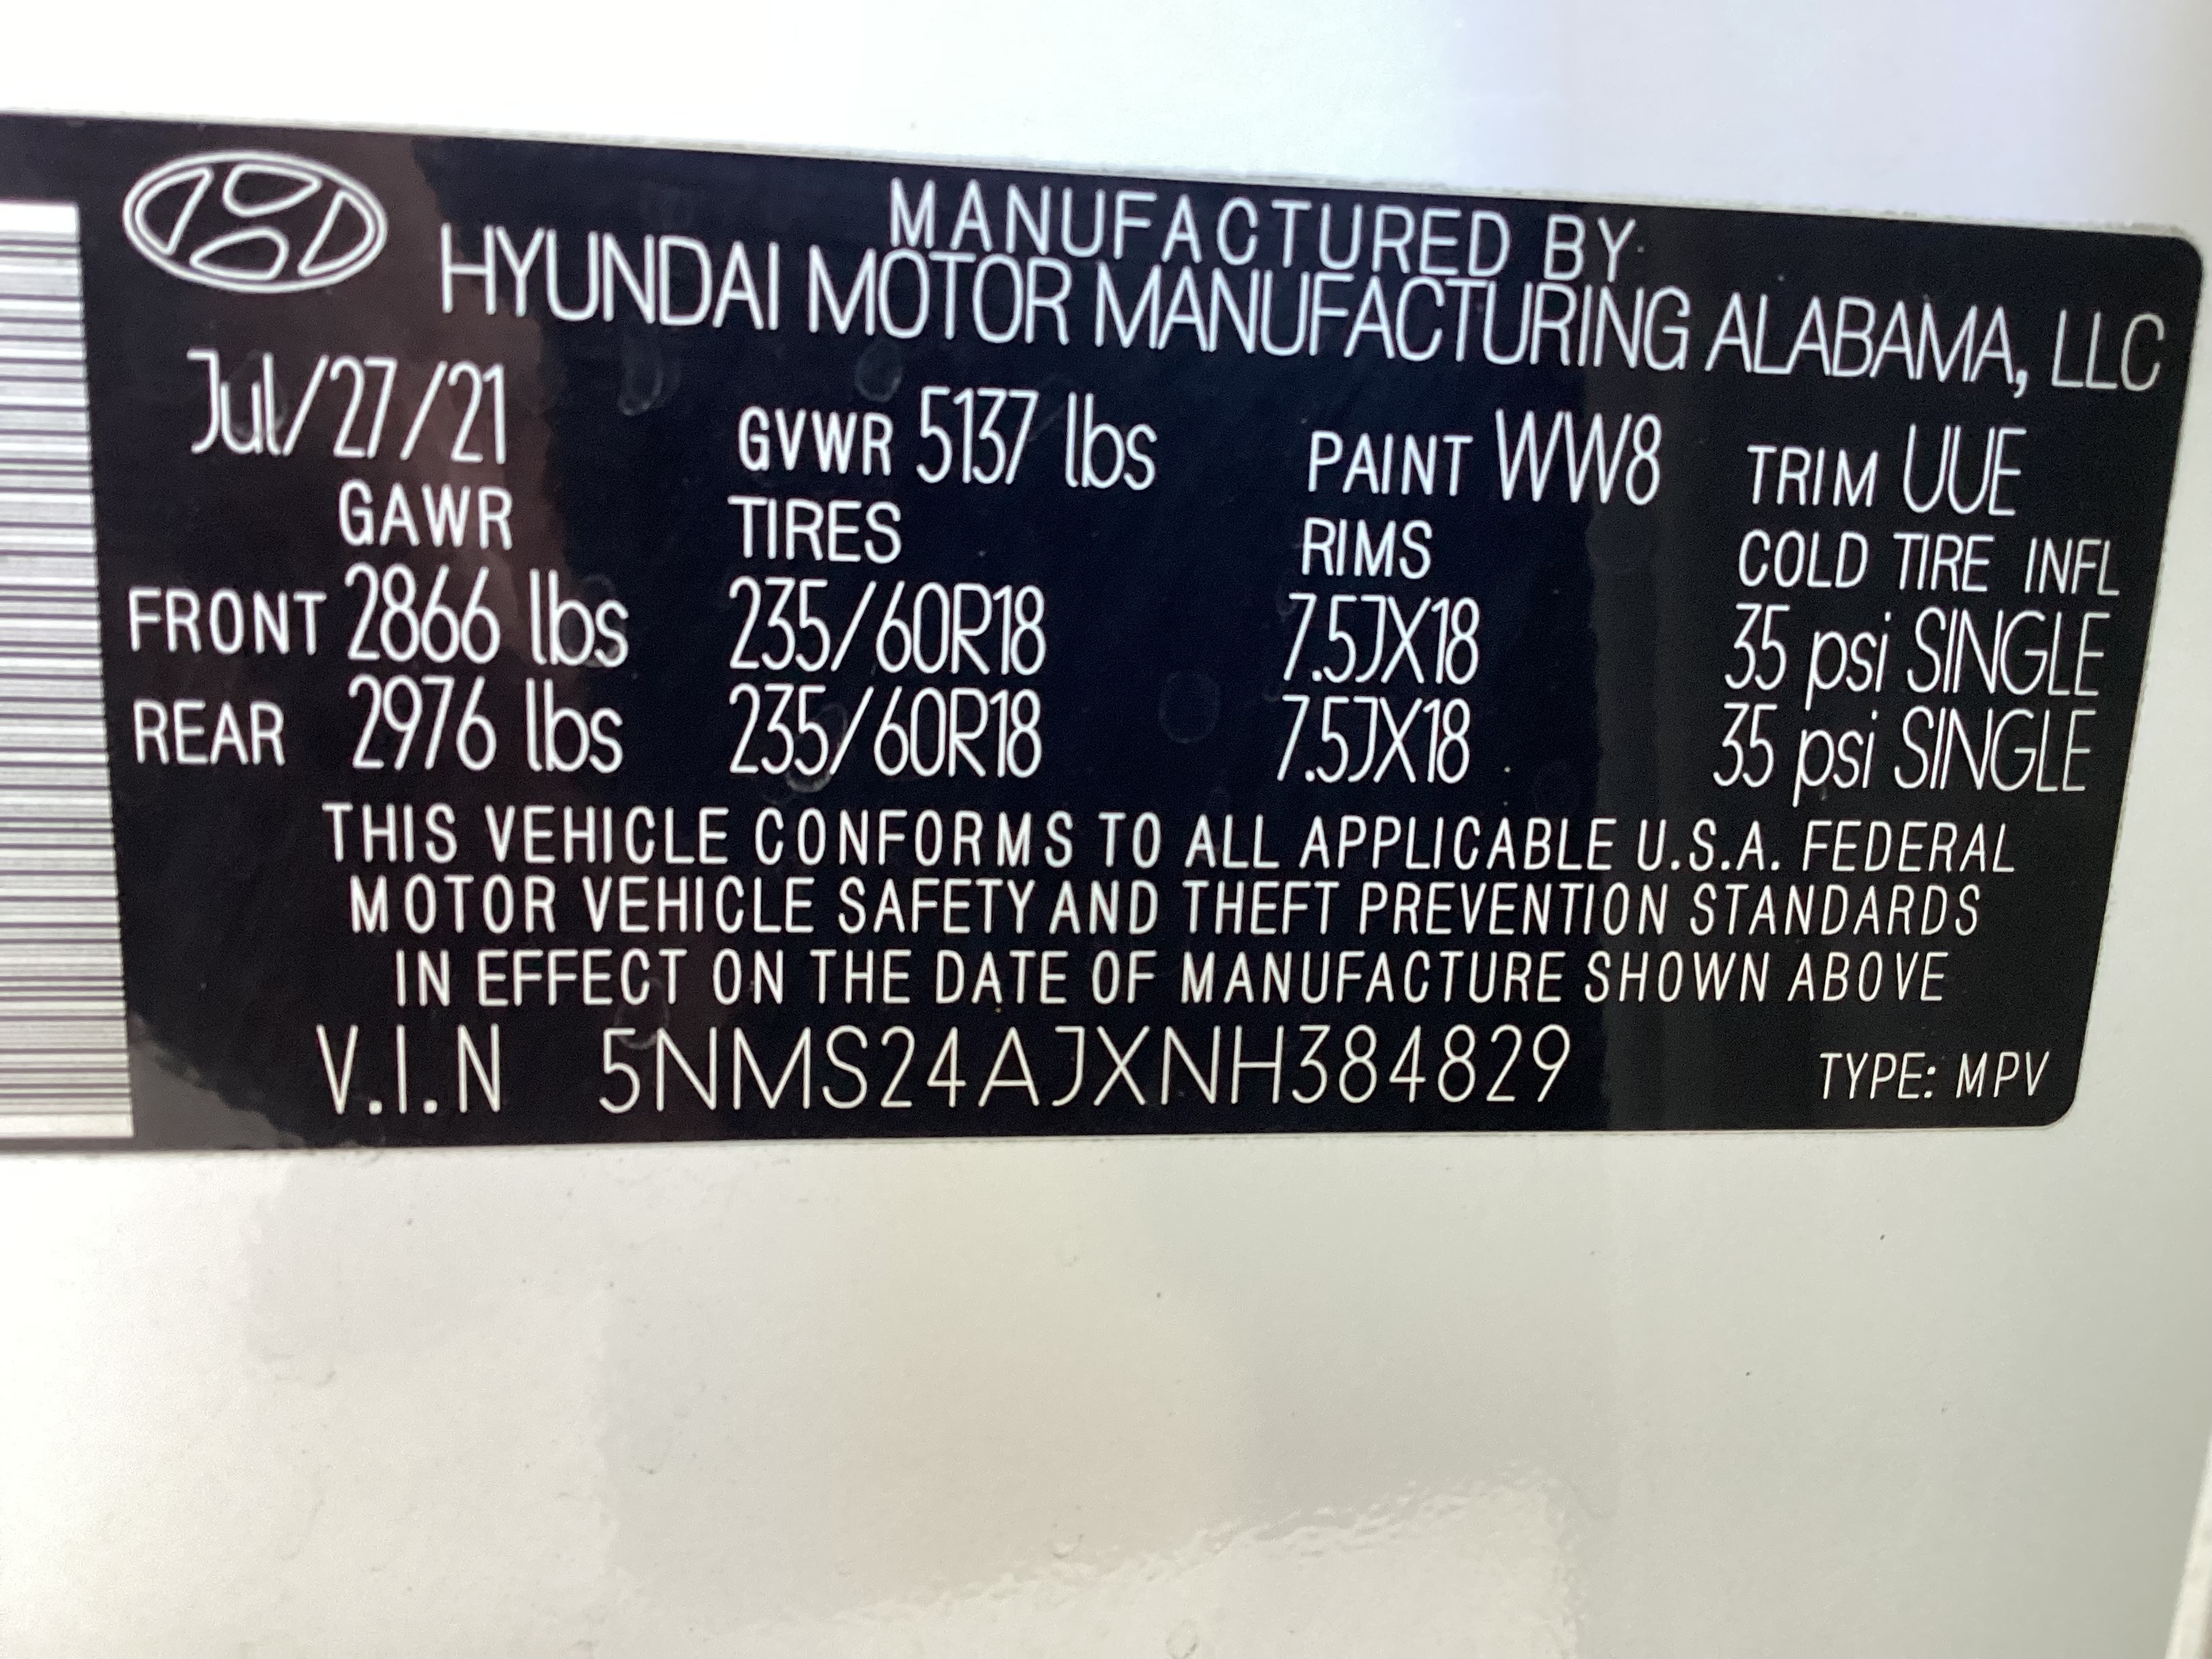 MANUFACTURED BY
HYUNDAI MOTOR MANUFACTURING ALABAMA, LLC
Jul/27/21 GVWR 5137 lbs PAINT WW8 TRIM UUE
GAWR TIRES RIMS COLD TIRE INFL
FRONT 2866 lbs 235/60R18 7.5JX18 35 psi SINGLE
REAR 2976 lbs 235/60R18 7.5JX18 35 psi SINGLE
THIS VEHICLE CONFORMS TO ALL APPLICABLE U.S.A. FEDERAL
MOTOR VEHICLE SAFETY AND THEFT PREVENTION STANDARDS
IN EFFECT ON THE DATE OF MANUFACTURE SHOWN ABOVE
V.I.N 5NMS24AJXNH384829 TYPE: MPV